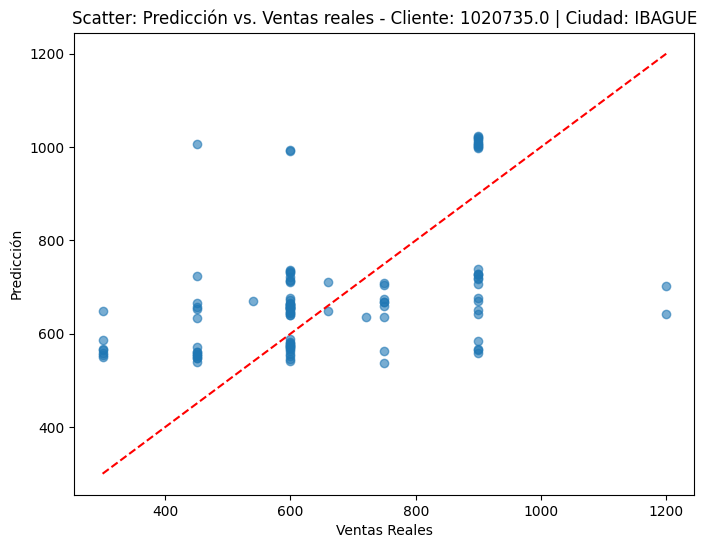 Scatter: Predicción vs. Ventas reales - Cliente: 1020735.0 | Ciudad: IBAGUE
1200
1000
800
600
400
Predicción
400 600 800 1000 1200
Ventas Reales